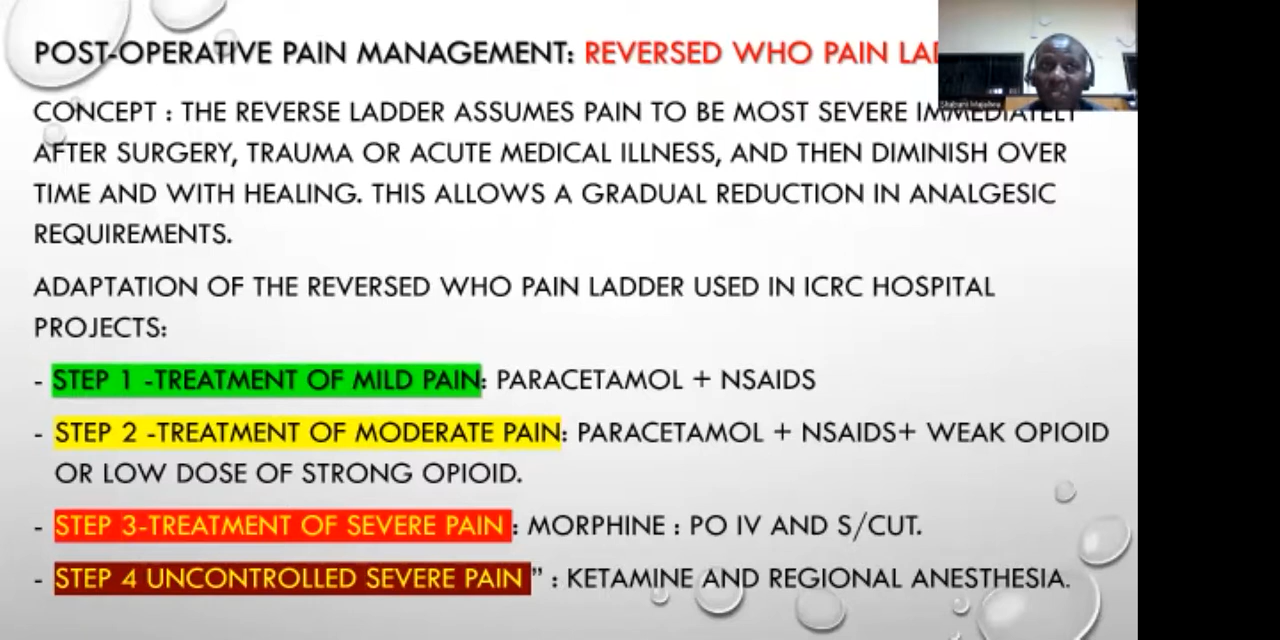 POST-OPERATIVE PAIN MANAGEMENT: REVERSED WHO PAIN
CONCEPT : THE REVERSE LADDER ASSUMES PAIN TO BE MOST SEVERE IMMEDIATELY
AFTER SURGERY, TRAUMA OR ACUTE MEDICAL ILLNESS, AND THEN DIMINISH OVER
TIME AND WITH HEALING. THIS ALLOWS A GRADUAL REDUCTION IN ANALGESIC
REQUIREMENTS.
ADAPTATION OF THE REVERSED WHO PAIN LADDER USED IN ICRC HOSPITAL
PROJECTS:
- STEP 1 -TREATMENT OF MILD PAIN: PARACETAMOL + NSAIDS
- STEP 2 -TREATMENT OF MODERATE PAIN: PARACETAMOL + NSAIDS+ WEAK OPIOID
OR LOW DOSE OF STRONG OPIOID.
- STEP 3-TREATMENT OF SEVERE PAIN : MORPHINE : PO IV AND S/CUT.
- STEP 4 UNCONTROLLED SEVERE PAIN ” : KETAMINE AND REGIONAL ANESTHESIA.